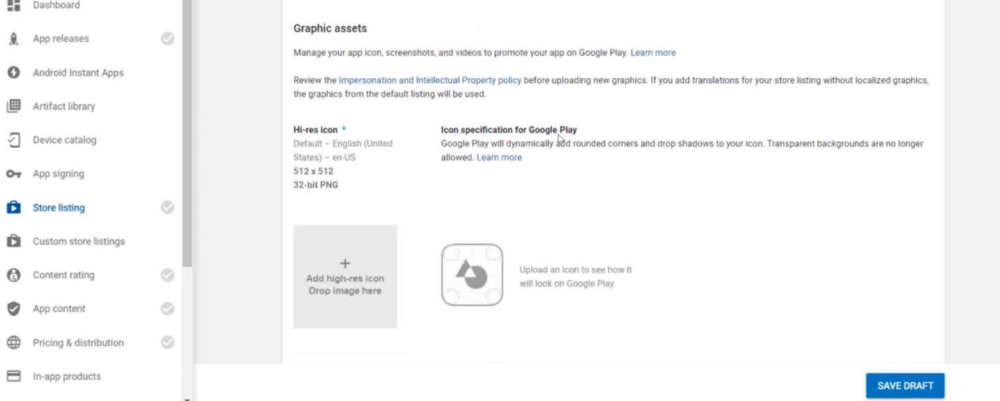 Dashboard
App releases
Android Instant Apps
Artifact library
Device catalog
App signing
Store listing
Custom store listings
Content rating
App content
Pricing & distribution
In-app products
Graphic assets
Manage your app icon, screenshots, and videos to promote your app on Google Play. Learn more
Review the Impersonation and Intellectual Property policy before uploading new graphics. If you add translations for your store listing without localized graphics,
the graphics from the default listing will be used.
Hi-res icon *
Default – English (United
States) – en-US
512 x 512
32-bit PNG
Icon specification for Google Play
Google Play will dynamically add rounded corners and drop shadows to your icon. Transparent backgrounds are no longer
allowed. Learn more
+
Add high-res icon
Drop image here
Upload an icon to see how it
will look on Google Play
SAVE DRAFT